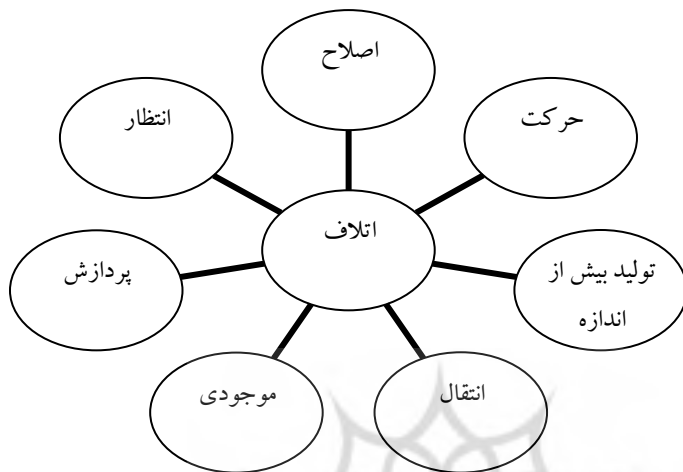 اصلاح
حرکت
انتظار
اتلاف
تولید بیش از
اندازه
پردازش
انتقال
موجودی